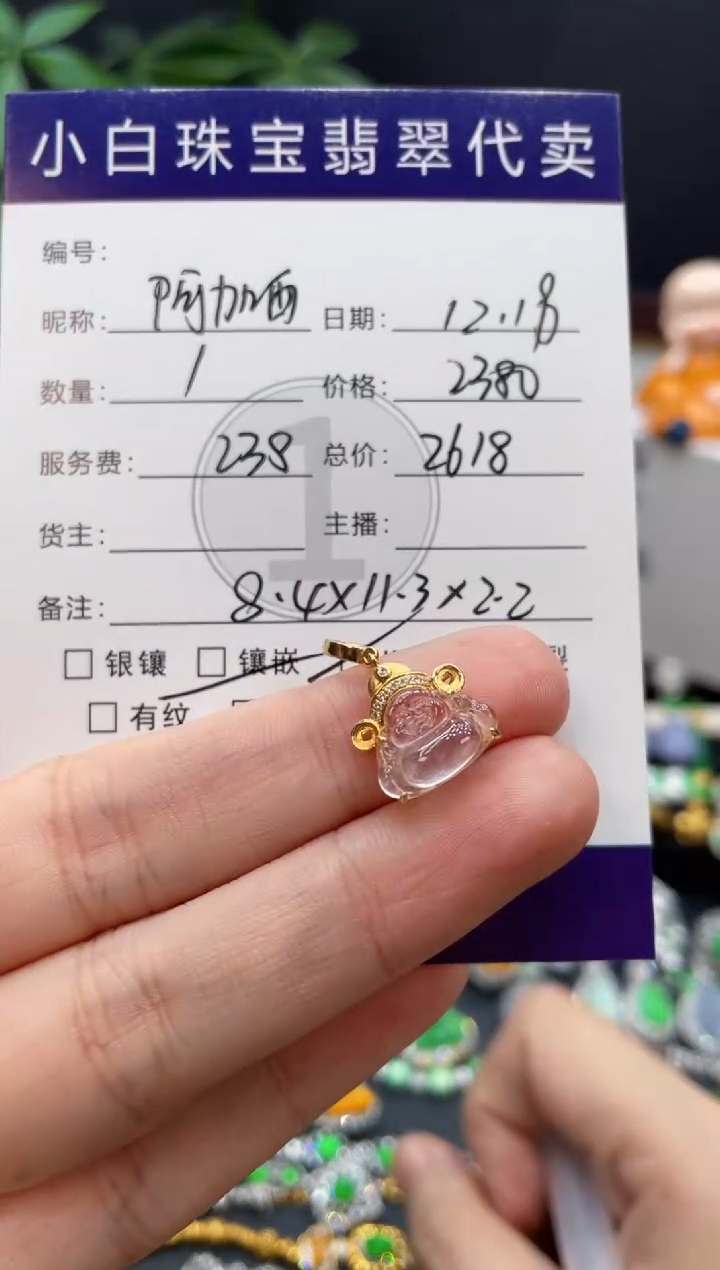 小白珠宝翡翠代卖
编号:
昵称: 阿加西 日期: 12.18
数量: 1 价格: 2380
服务费: 238 总价: 2618
货主: 主播:
备注: 8.4×11.3×2.2
□ 银镶 □ 镶嵌 裂
□ 有纹
1